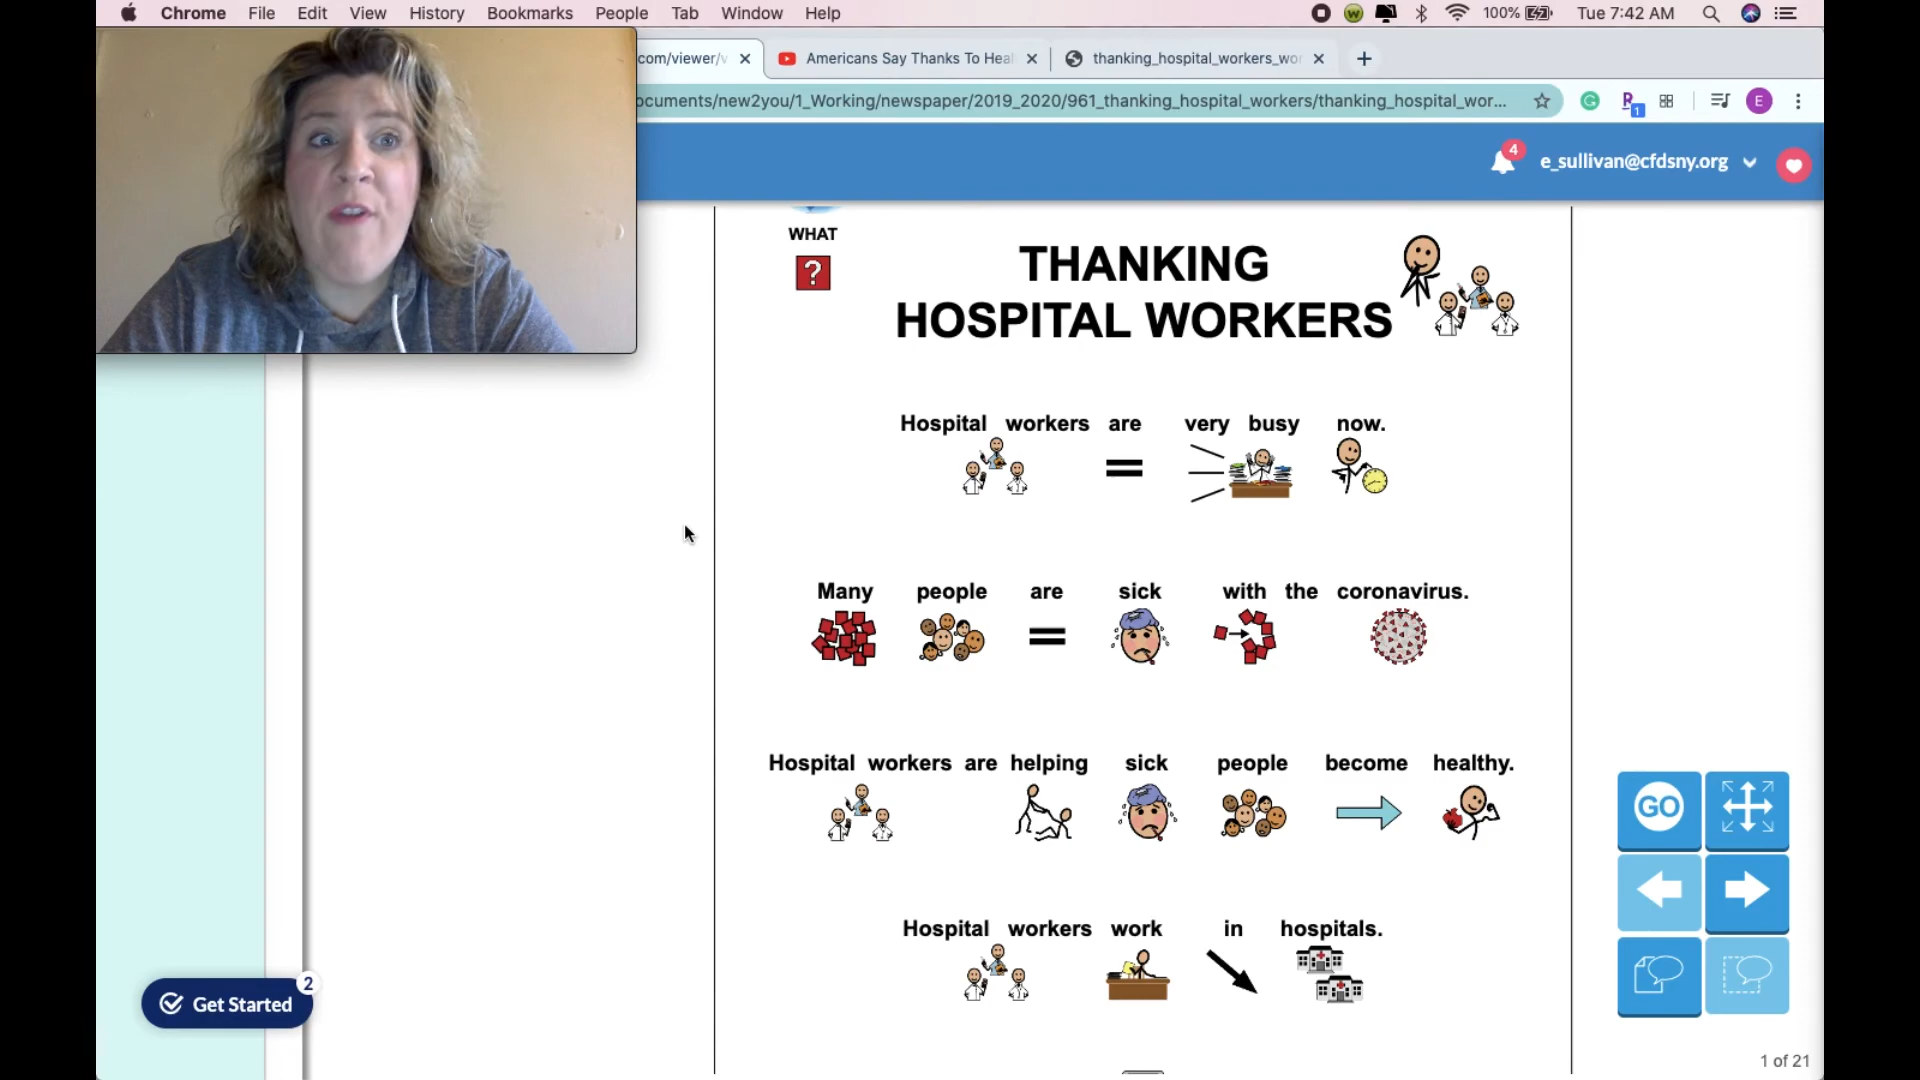 Chrome File Edit View History Bookmarks People Tab Window Help 100% Tue 7:42 AM
com/viewer/v Americans Say Thanks To Heal thanking_hospital_workers_wor
ocuments/new2you/1_Working/newspaper/2019_2020/961_thanking_hospital_workers/thanking_hospital_wor... 1 E
4 e_sullivan@cfdsny.org
WHAT
?
THANKING
HOSPITAL WORKERS
Hospital workers are very busy now.
Many people are sick with the coronavirus.
Hospital workers are helping sick people become healthy.
GO
Hospital workers work in hospitals.
Get Started 2
1 of 21